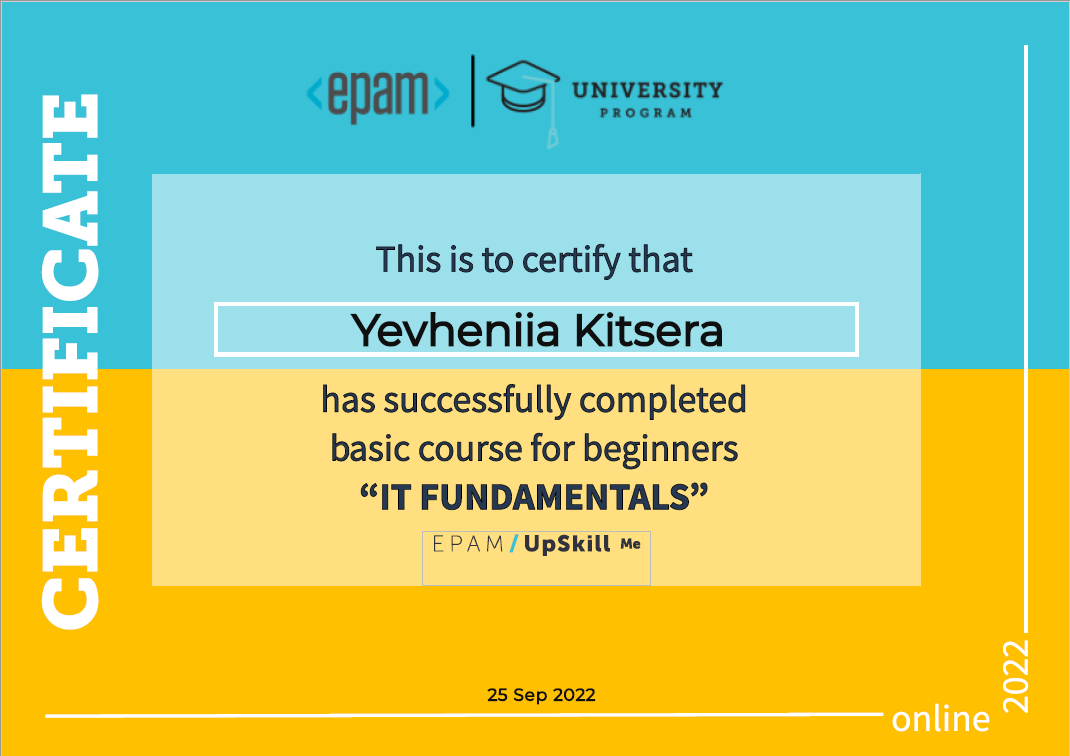 CERTIFICATE
<epam>
UNIVERSITY
PROGRAM
This is to certify that
Yevheniia Kitsera
has successfully completed
basic course for beginners
“IT FUNDAMENTALS”
EPAM/UpSkill Me
25 Sep 2022
online
2022